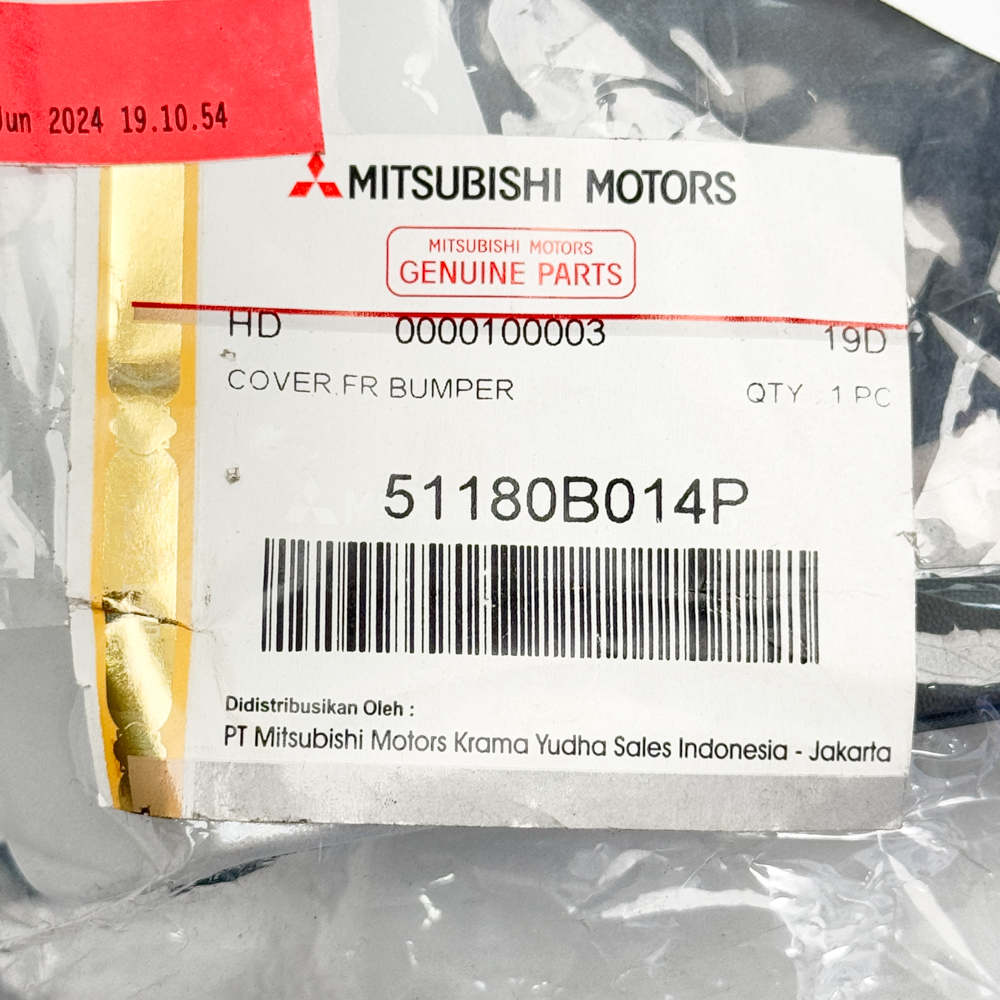 Jun 2024 19.10.54
MITSUBISHI MOTORS
MITSUBISHI MOTORS
GENUINE PARTS
HD 0000100003 19D
COVER.FR BUMPER QTY . 1 PC
51180B014P
Didistribusikan Oleh :
PT Mitsubishi Motors Krama Yudha Sales Indonesia - Jakarta